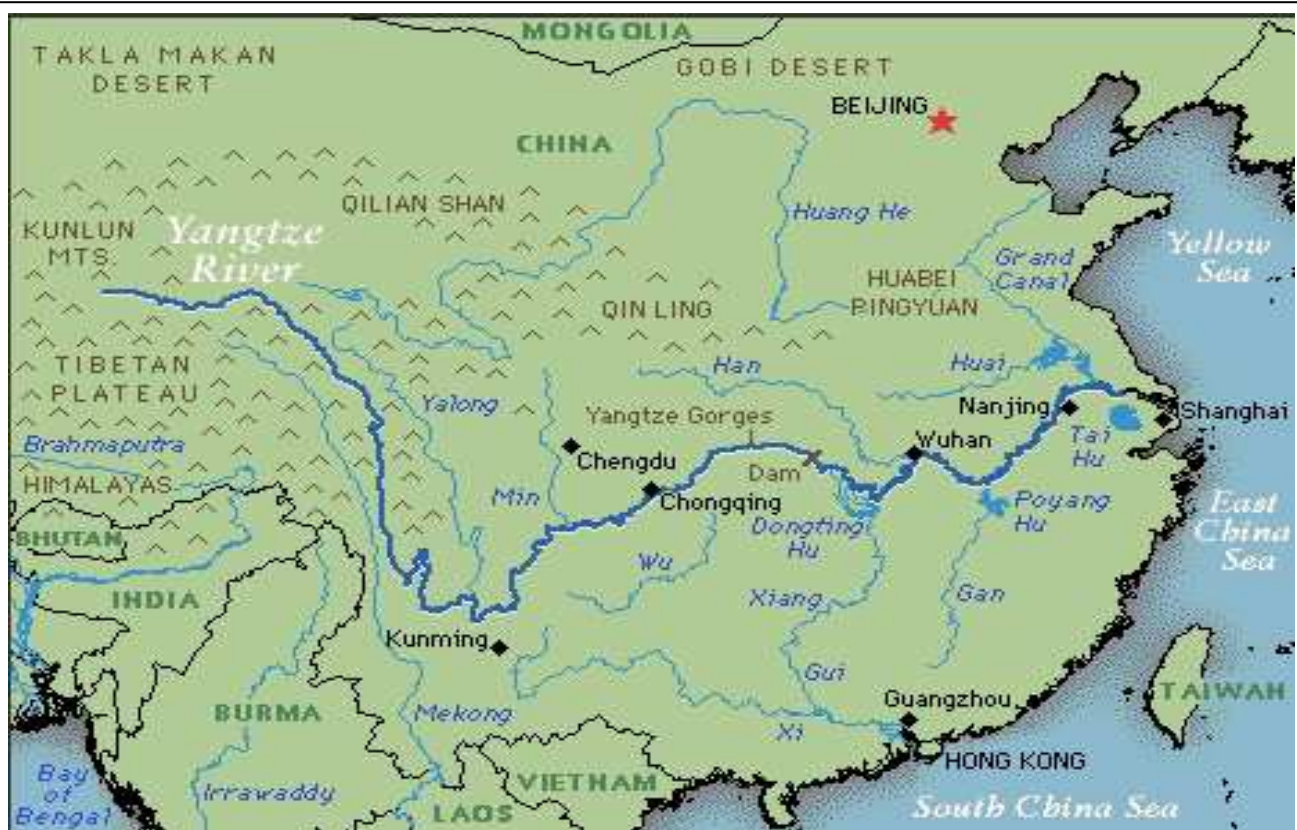 MONGOLIA
TAKLA MAKAN
DESERT
GOBI DESERT
BEIJING
CHINA
QILIAN SHAN
Huang He
KUNLUN
MTS.
Yangtze
River
Grand
Canal
Yellow
Sea
HUABEI
PINGYUAN
QIN LING
TIBETAN
PLATEAU
Han
Huai
Yalong
Yangtze Gorges
Nanjing
Shanghai
Tai
Hu
Brahmaputra
Wuhan
Chengdu
Dam
HIMALAYAS
Min
Chongqing
Dongting
Hu
Poyang
Hu
East
China
Sea
BHUTAN
Wu
INDIA
Xiang
Gan
Kunming
Gui
Guangzhou
TAIWAH
BURMA
Mekong
Xi
HONG KONG
Bay
of
Bengal
Irrawaddy
VIETNAM
LAOS
South China Sea